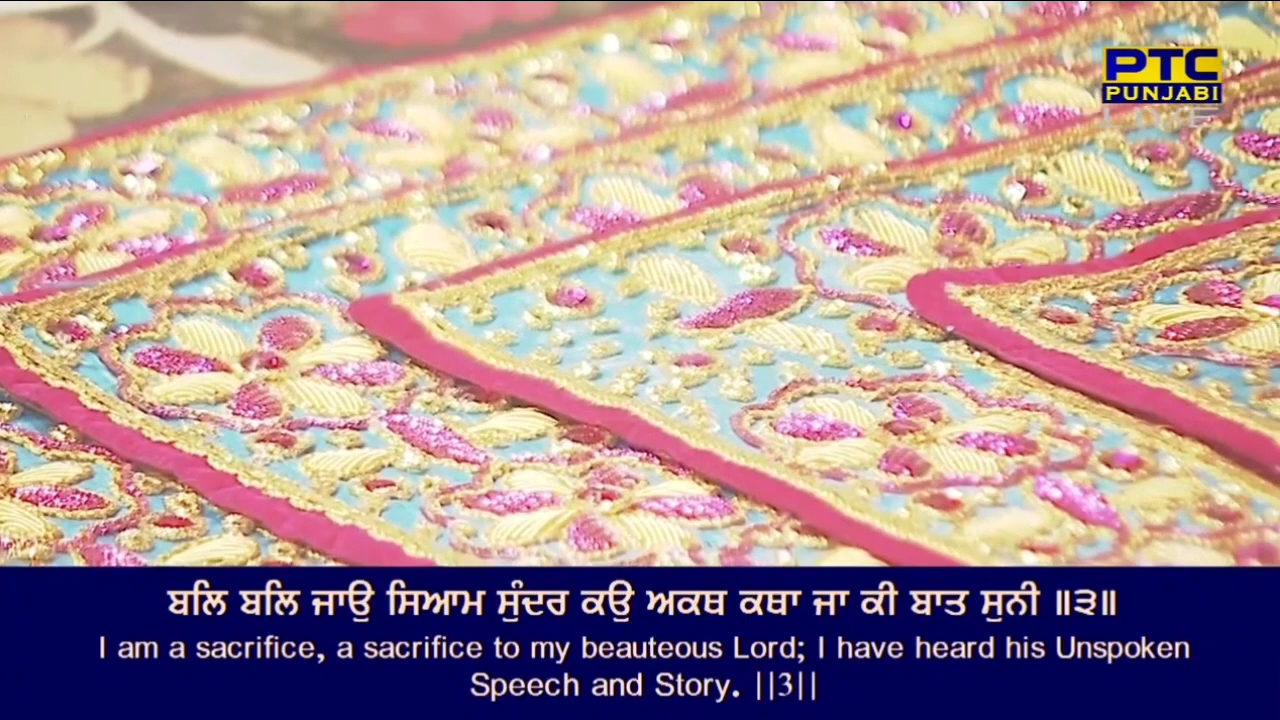 PTC
PUNJABI
LIVE
ਬਲਿ ਬਲਿ ਜਾਉ ਸਿਆਮ ਸੁੰਦਰ ਕਉ ਅਕਥ ਕਥਾ ਜਾ ਕੀ ਬਾਤ ਸੁਨੀ ॥੩॥
I am a sacrifice, a sacrifice to my beauteous Lord; I have heard his Unspoken
Speech and Story. ||3||